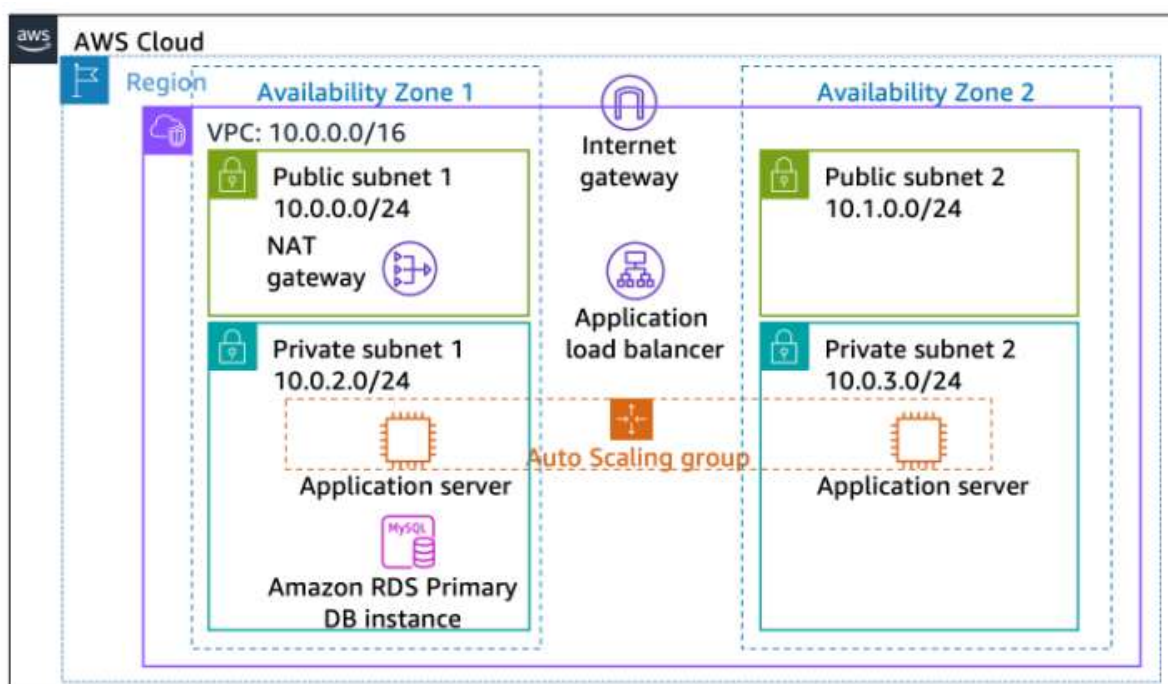 aws
AWS Cloud
Region
Availability Zone 1
Availability Zone 2
VPC: 10.0.0.0/16
Internet
gateway
Public subnet 1
10.0.0.0/24
NAT
gateway
Public subnet 2
10.1.0.0/24
Application
load balancer
Private subnet 1
10.0.2.0/24
Private subnet 2
10.0.3.0/24
Auto Scaling group
Application server
Application server
MySQL
Amazon RDS Primary
DB instance